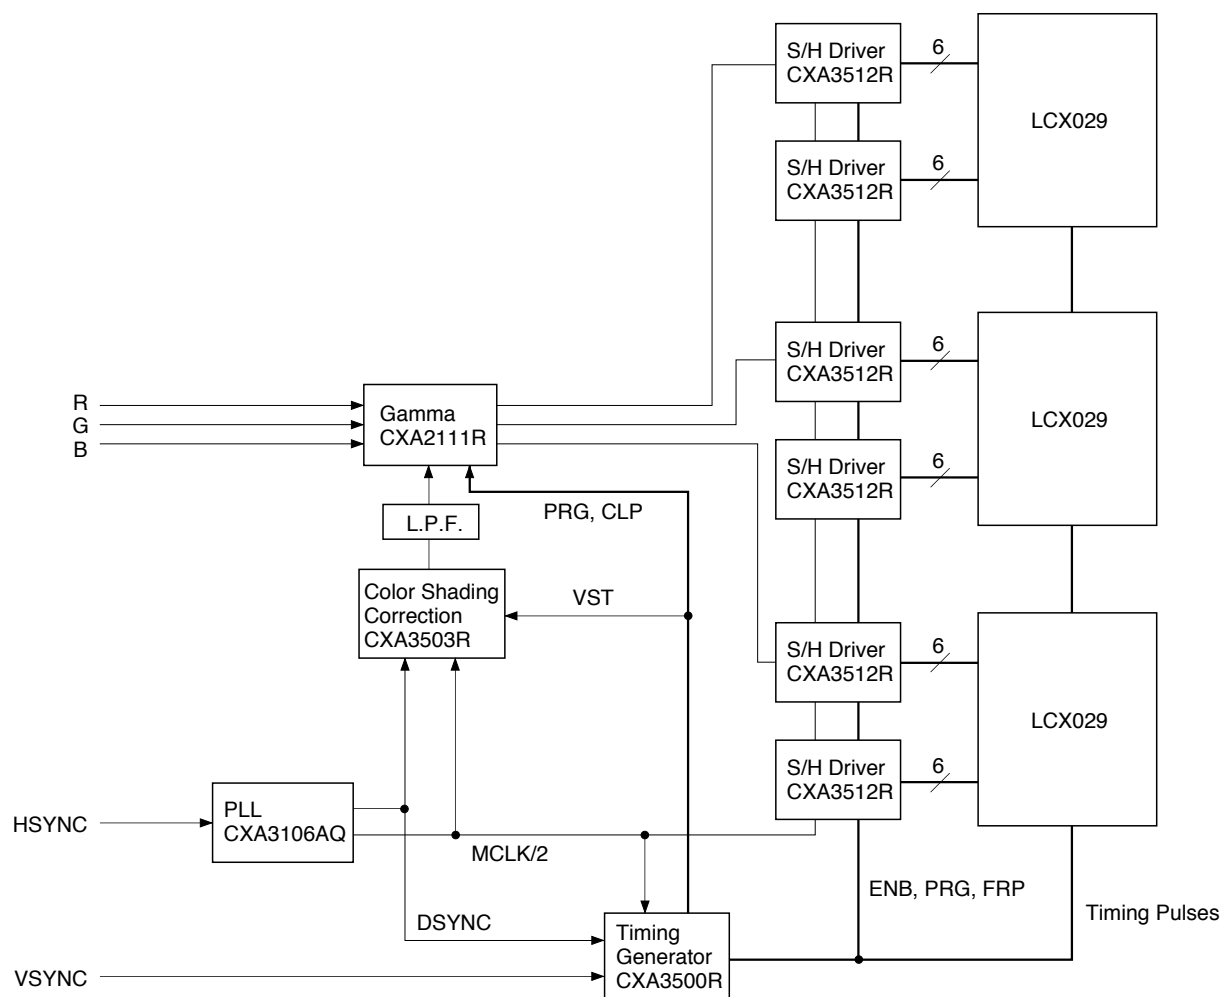 S/H Driver
CXA3512R
6
LCX029
S/H Driver
CXA3512R
6
S/H Driver
CXA3512R
6
LCX029
R
G
B
Gamma
CXA2111R
S/H Driver
CXA3512R
6
PRG, CLP
L.P.F.
Color Shading
Correction
CXA3503R
VST
S/H Driver
CXA3512R
6
LCX029
S/H Driver
CXA3512R
6
HSYNC
PLL
CXA3106AQ
MCLK/2
ENB, PRG, FRP
Timing Pulses
DSYNC
VSYNC
Timing
Generator
CXA3500R